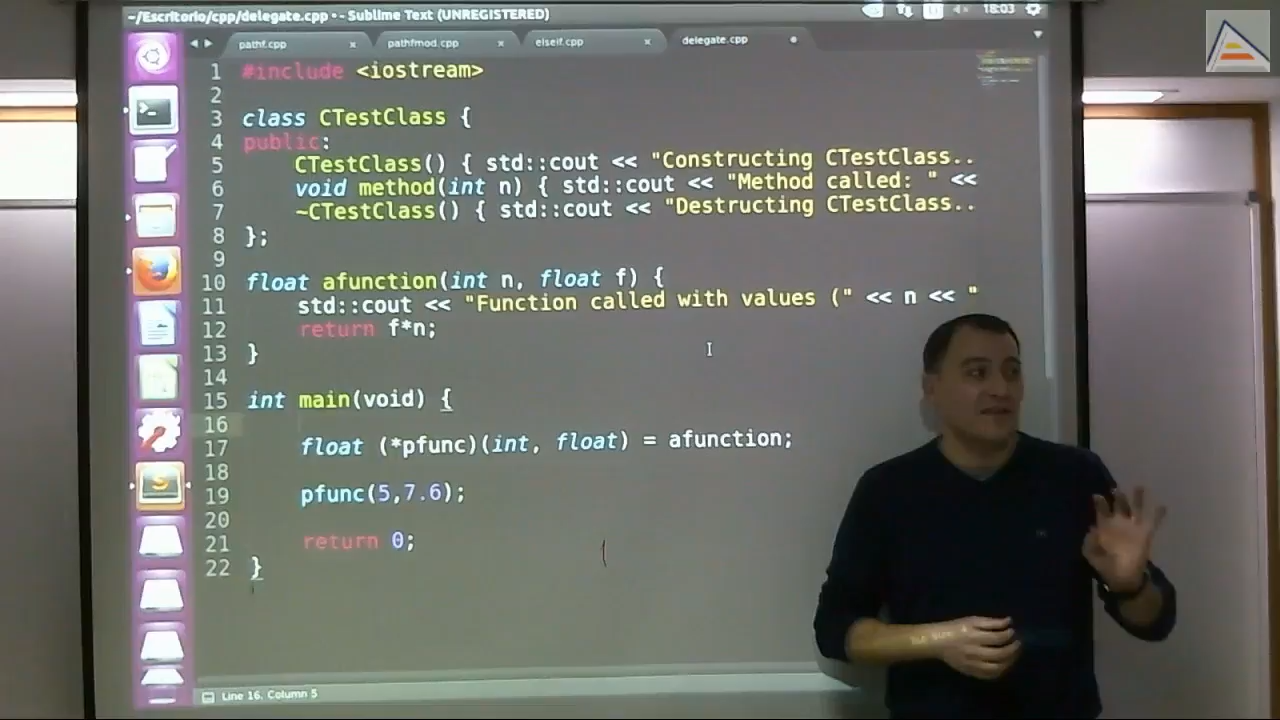 ~/Escritorio/cpp/delegate.cpp • - Sublime Text (UNREGISTERED)
18:03
pathf.cpp x pathfmod.cpp x elseif.cpp x delegate.cpp
1 #include <iostream>
2
3 class CTestClass {
4 public:
5 CTestClass() { std::cout << "Constructing CTestClass..
6 void method(int n) { std::cout << "Method called: " <<
7 ~CTestClass() { std::cout << "Destructing CTestClass..
8 };
9
10 float afunction(int n, float f) {
11 std::cout << "Function called with values (" << n << "
12 return f*n;
13 }
14
15 int main(void) {
16
17 float (*pfunc)(int, float) = afunction;
18
19 pfunc(5,7.6);
20
21 return 0;
22 }
Line 16, Column 5